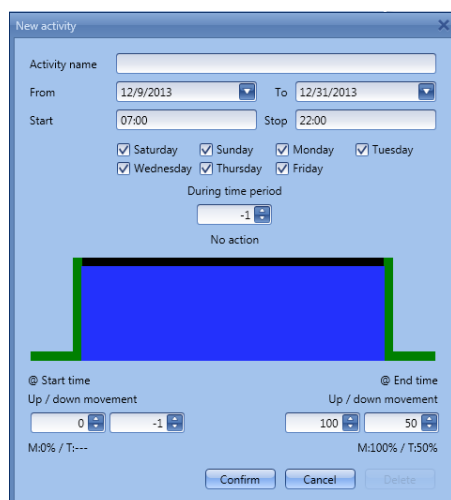 New activity
Activity name
From 12/9/2013 To 12/31/2013
Start 07:00 Stop 22:00
Saturday Sunday Monday Tuesday
Wednesday Thursday Friday
During time period
-1
No action
@ Start time @ End time
Up / down movement Up / down movement
0 -1 100 50
M:0% / T:--- M:100% / T:50%
Confirm Cancel Delete